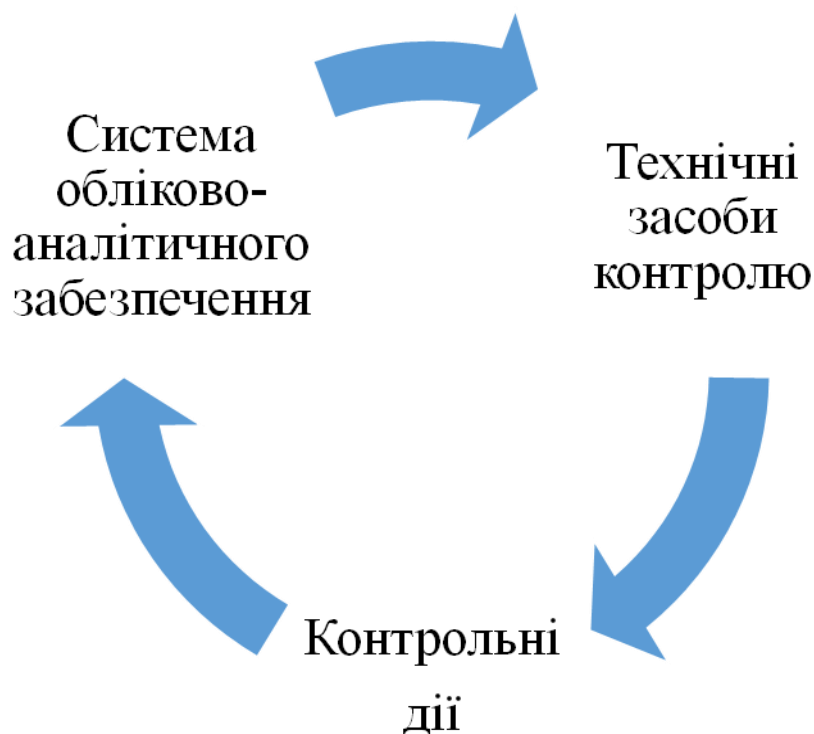 Система
обліково-
аналітичного
забезпечення
Технічні
засоби
контролю
Контрольні
дії